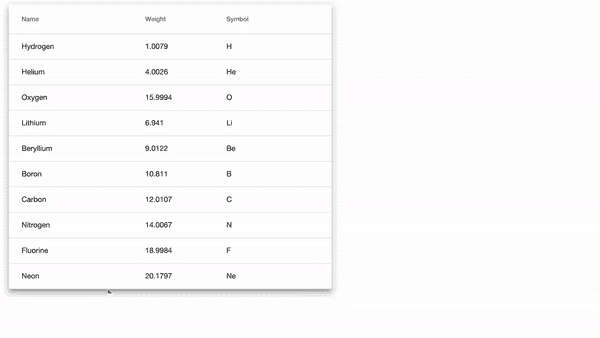 Name Weight Symbol
Hydrogen 1.0079 H
Helium 4.0026 He
Oxygen 15.9994 O
Lithium 6.941 Li
Beryllium 9.0122 Be
Boron 10.811 B
Carbon 12.0107 C
Nitrogen 14.0067 N
Fluorine 18.9984 F
Neon 20.1797 Ne